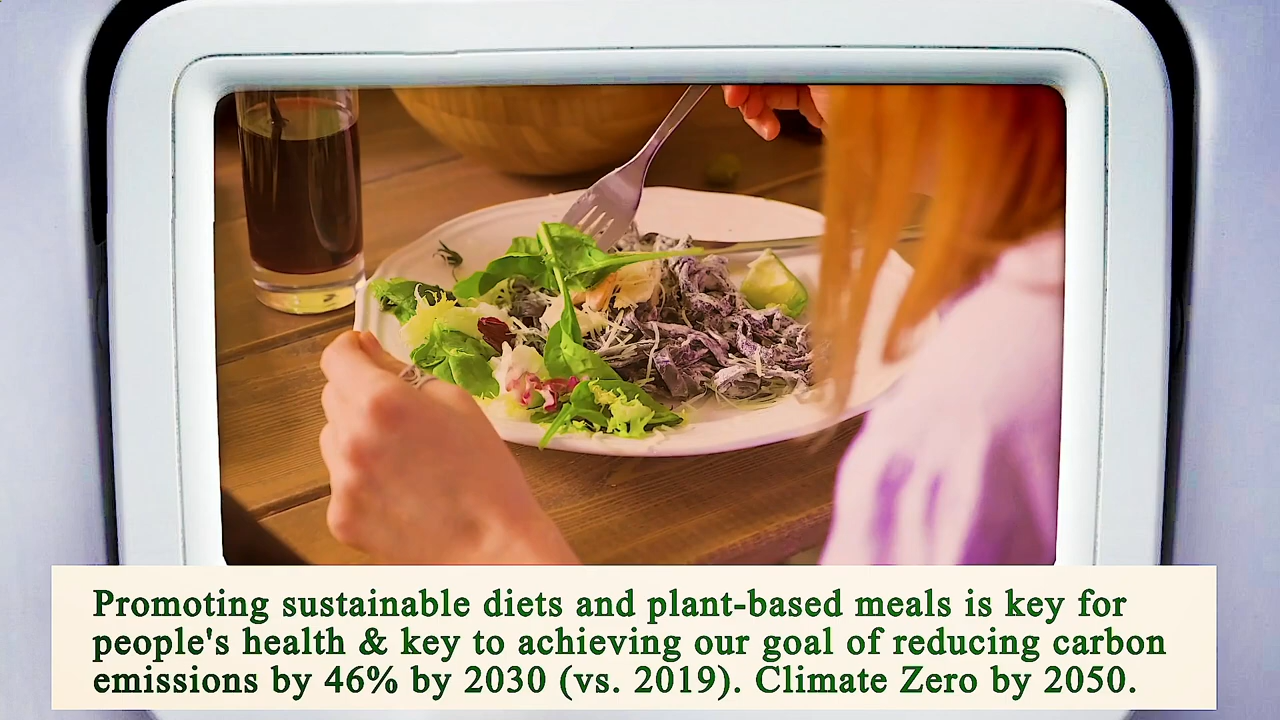 Promoting sustainable diets and plant-based meals is key for
people's health & key to achieving our goal of reducing carbon
emissions by 46% by 2030 (vs. 2019). Climate Zero by 2050.